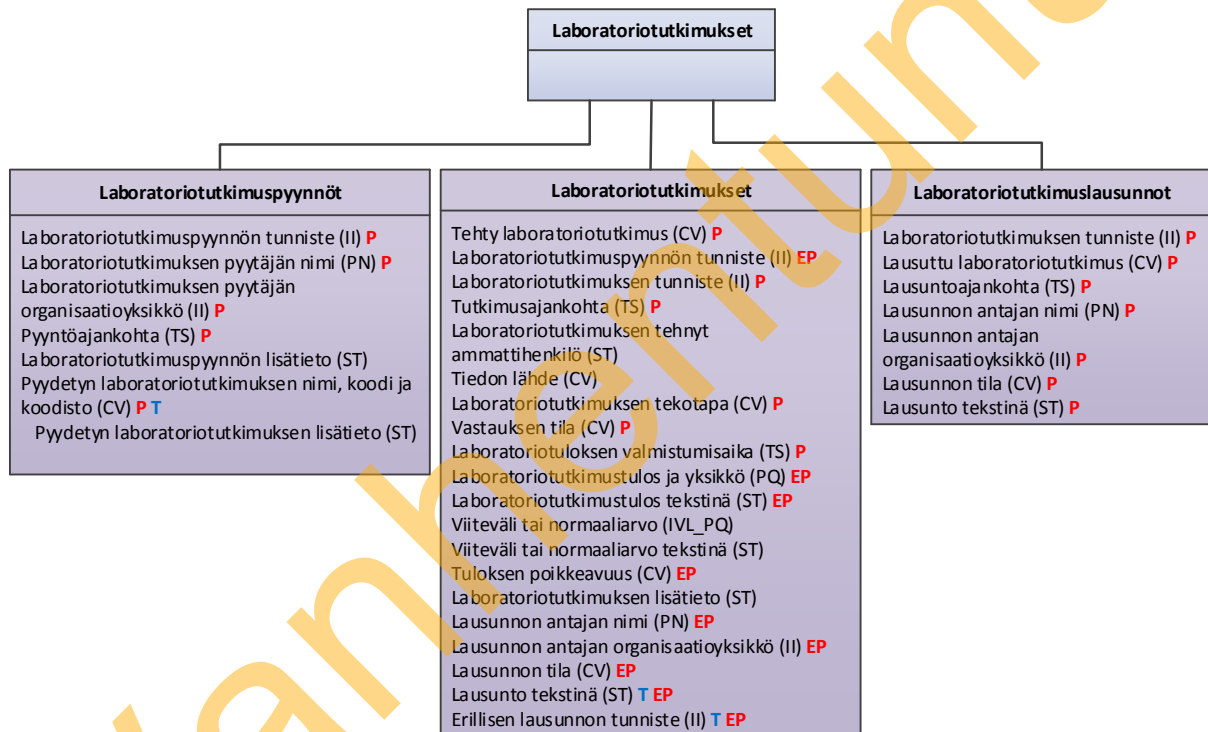 Laboratoriotutkimukset
Laboratoriotutkimuspyynnöt
Laboratoriotutkimuspyynnön tunniste (II) P
Laboratoriotutkimuksen pyytäjän nimi (PN) P
Laboratoriotutkimuksen pyytäjän
organisaatioyksikkö (II) P
Pyyntöajankohta (TS) P
Laboratoriotutkimuspyynnön lisätieto (ST)
Pyydetyn laboratoriotutkimuksen nimi, koodi ja
koodisto (CV) P T
Pyydetyn laboratoriotutkimuksen lisätieto (ST)
Laboratoriotutkimukset
Tehty laboratoriotutkimus (CV) P
Laboratoriotutkimuspyynnön tunniste (II) EP
Laboratoriotutkimuksen tunniste (II) P
Tutkimusajankohta (TS) P
Laboratoriotutkimuksen tehnyt
ammattihenkilö (ST)
Tiedon lähde (CV)
Laboratoriotutkimuksen tekotapa (CV) P
Vastauksen tila (CV) P
Laboratoriotuloksen valmistumisaika (TS) P
Laboratoriotutkimustulos ja yksikkö (PQ) EP
Laboratoriotutkimustulos tekstinä (ST) EP
Viiteväli tai normaaliarvo (IVL_PQ)
Viiteväli tai normaaliarvo tekstinä (ST)
Tuloksen poikkeavuus (CV) EP
Laboratoriotutkimuksen lisätieto (ST)
Lausunnon antajan nimi (PN) EP
Lausunnon antajan organisaatioyksikkö (II) EP
Lausunnon tila (CV) EP
Lausunto tekstinä (ST) T EP
Erillisen lausunnon tunniste (II) T EP
Laboratoriotutkimuslausunnot
Laboratoriotutkimuksen tunniste (II) P
Lausuttu laboratoriotutkimus (CV) P
Lausuntoajankohta (TS) P
Lausunnon antajan nimi (PN) P
Lausunnon antajan
organisaatioyksikkö (II) P
Lausunnon tila (CV) P
Lausunto tekstinä (ST) P